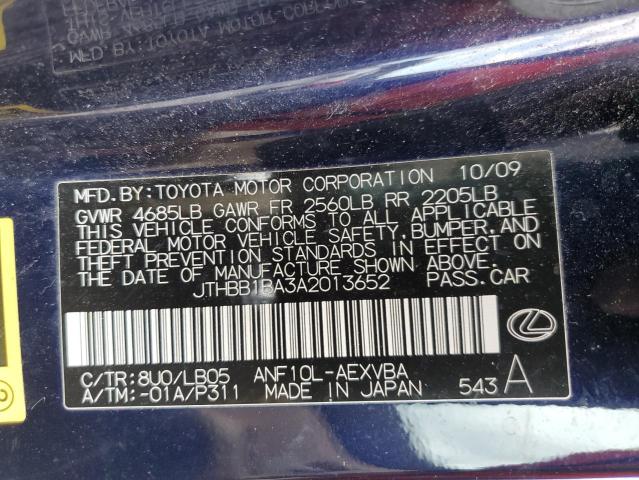 MFD.BY:TOYOTA MOTOR CORPORATION 10/09
GVWR 4685LB GAWR FR 2560LB RR 2205LB
THIS VEHICLE CONFORMS TO ALL APPLICABLE
FEDERAL MOTOR VEHICLE SAFETY,BUMPER,AND
THEFT PREVENTION STANDARDS IN EFFECT ON
THE DATE OF MANUFACTURE SHOWN ABOVE.
JTHBB1BA3A2013652 PASS.CAR
C/TR:8U0/LB05 ANF10L-AEXVBA
A/TM:-01A/P311 MADE IN JAPAN 543 A